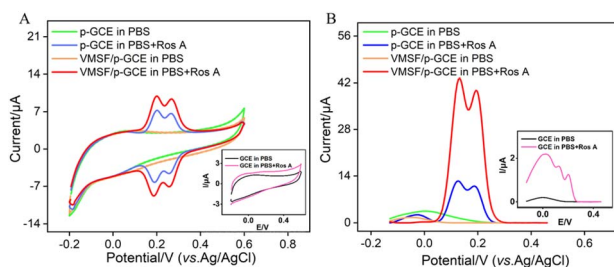 A
p-GCE in PBS
p-GCE in PBS+Ros A
VMSF/p-GCE in PBS
VMSF/p-GCE in PBS+Ros A
Current/μA
21
14
7
0
-7
-14
-0.2
0.0
0.2
0.4
0.6
0.8
Potential/V (vs.Ag/AgCl)
GCE in PBS
GCE in PBS+Ros A
I/μA
3
0
-3
0.0
0.4
E/V
B
p-GCE in PBS
p-GCE in PBS+Ros A
VMSF/p-GCE in PBS
VMSF/p-GCE in PBS+Ros A
Current/μA
56
42
28
14
0
-0.2
0.0
0.2
0.4
0.6
Potential/V (vs.Ag/AgCl)
GCE in PBS
GCE in PBS+Ros A
I/μA
2
0
0.0
0.4
E/V